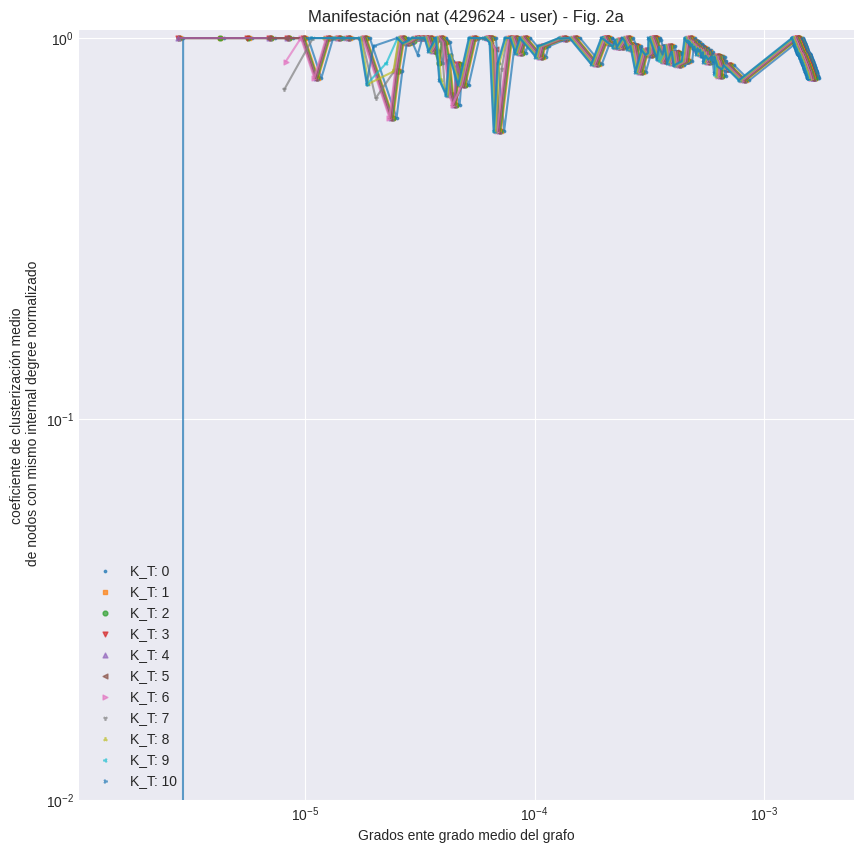 Manifestación nat (429624 - user) - Fig. 2a
10⁰
10⁻¹
10⁻²
coeficiente de clusterización medio
de nodos con mismo internal degree normalizado
K_T: 0
K_T: 1
K_T: 2
K_T: 3
K_T: 4
K_T: 5
K_T: 6
K_T: 7
K_T: 8
K_T: 9
K_T: 10
10⁻⁵
10⁻⁴
10⁻³
Grados ente grado medio del grafo